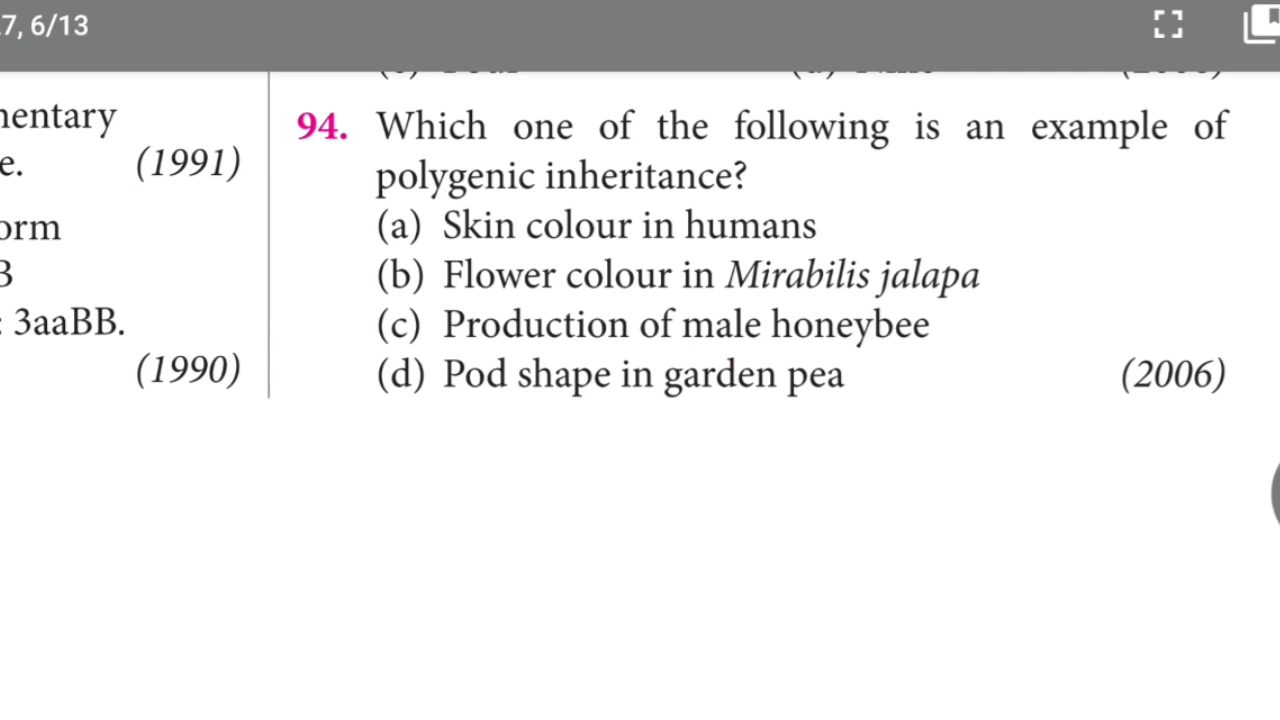 7, 6/13
mentary
e. (1991)
orm
B
: 3aaBB.
(1990)
94. Which one of the following is an example of
polygenic inheritance?
(a) Skin colour in humans
(b) Flower colour in Mirabilis jalapa
(c) Production of male honeybee
(d) Pod shape in garden pea (2006)